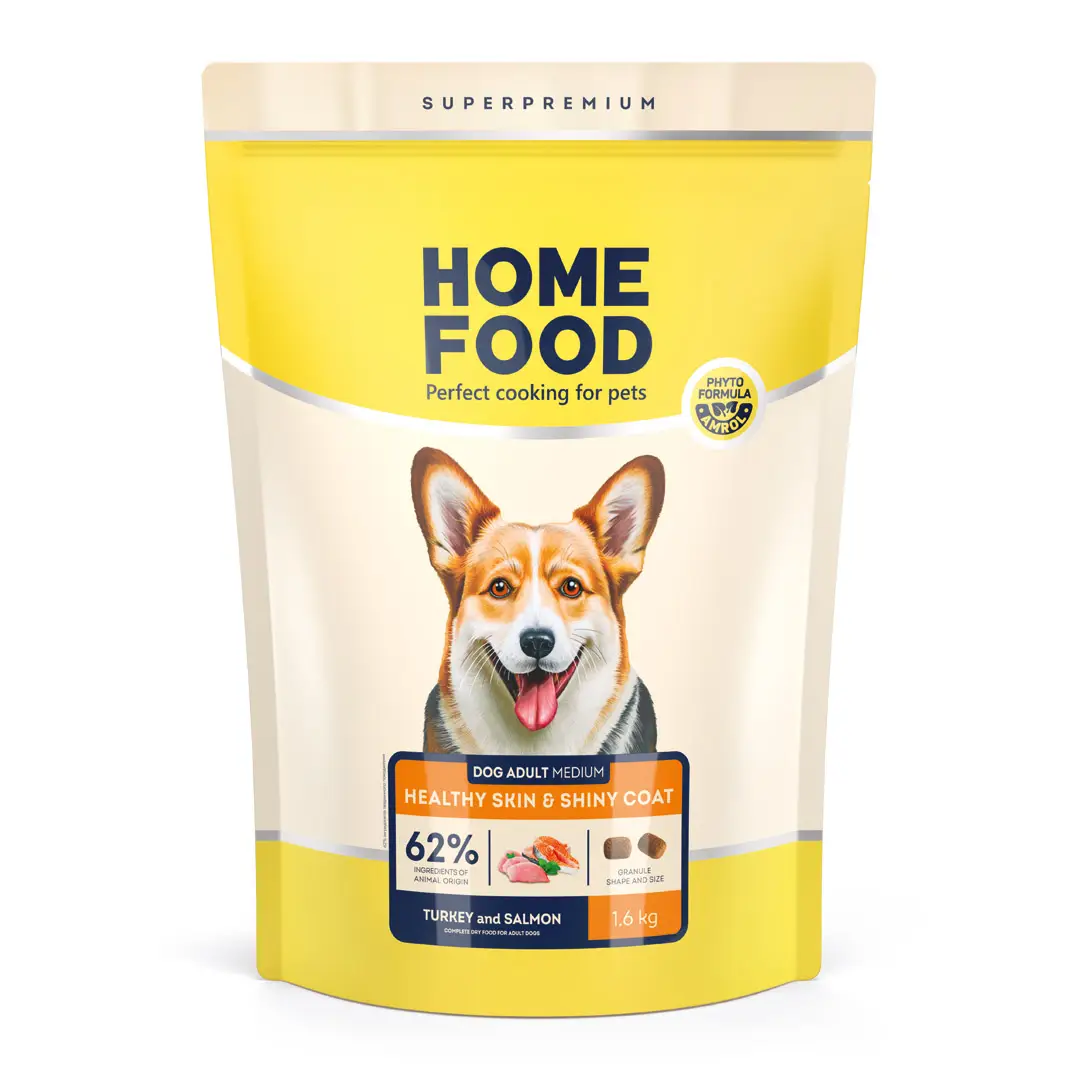 SUPERPREMIUM
HOME
FOOD
Perfect cooking for pets
PHYTO
FORMULA
AMROL
DOG ADULT MEDIUM
HEALTHY SKIN & SHINY COAT
62%
INGREDIENTS OF
ANIMAL ORIGIN
GRANULE
SHAPE AND SIZE
TURKEY and SALMON
COMPLETE DRY FOOD FOR ADULT DOGS
1.6 kg